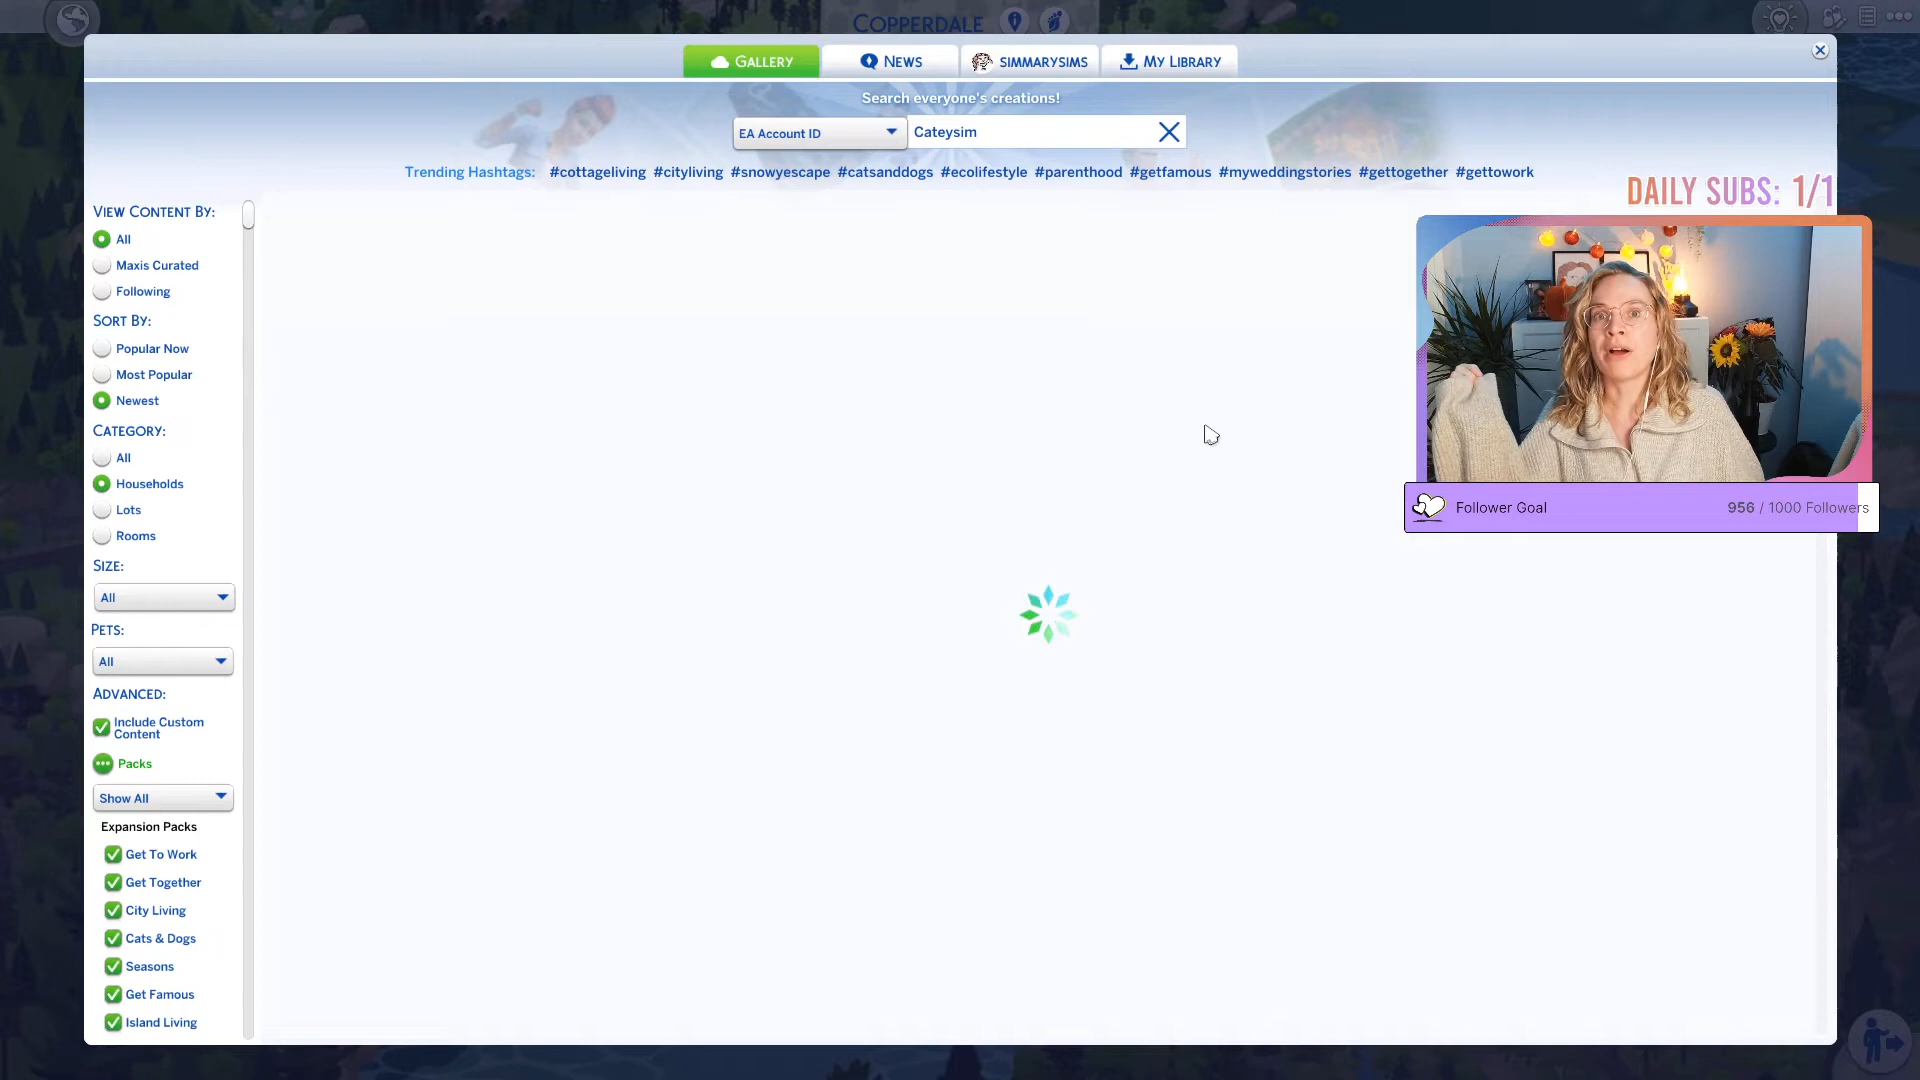 COPPERDALE
GALLERY
NEWS
SIMMARYSIMS
MY LIBRARY
Search everyone's creations!
EA Account ID
Cateysim
Trending Hashtags: #cottageliving #cityliving #snowyescape #catsanddogs #ecolifestyle #parenthood #getfamous #myweddingstories #gettogether #gettowork
VIEW CONTENT BY:
All
Maxis Curated
Following
SORT BY:
Popular Now
Most Popular
Newest
CATEGORY:
All
Households
Lots
Rooms
SIZE:
All
PETS:
All
ADVANCED:
Include Custom
Content
Packs
Show All
Expansion Packs
Get To Work
Get Together
City Living
Cats & Dogs
Seasons
Get Famous
Island Living
DAILY SUBS: 1/1
Follower Goal 956 / 1000 Followers